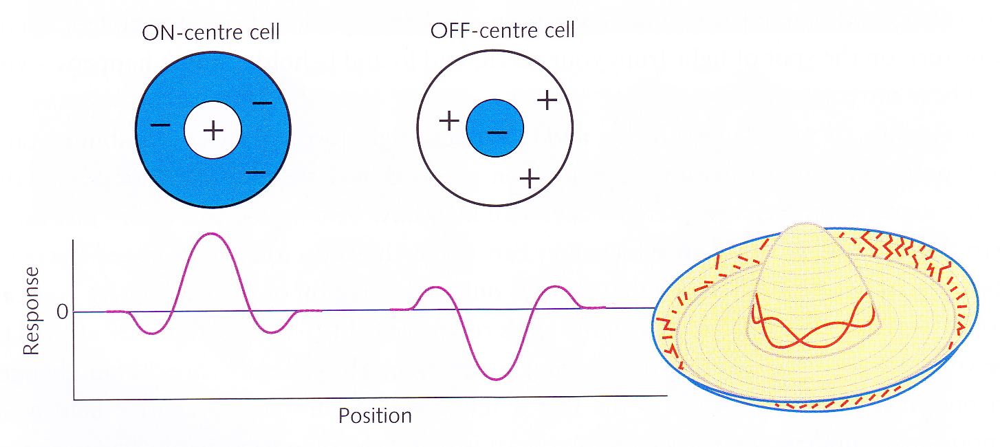 ON-centre cell
OFF-centre cell
−
−
−
+
+
+
+
−
Response
0
Position